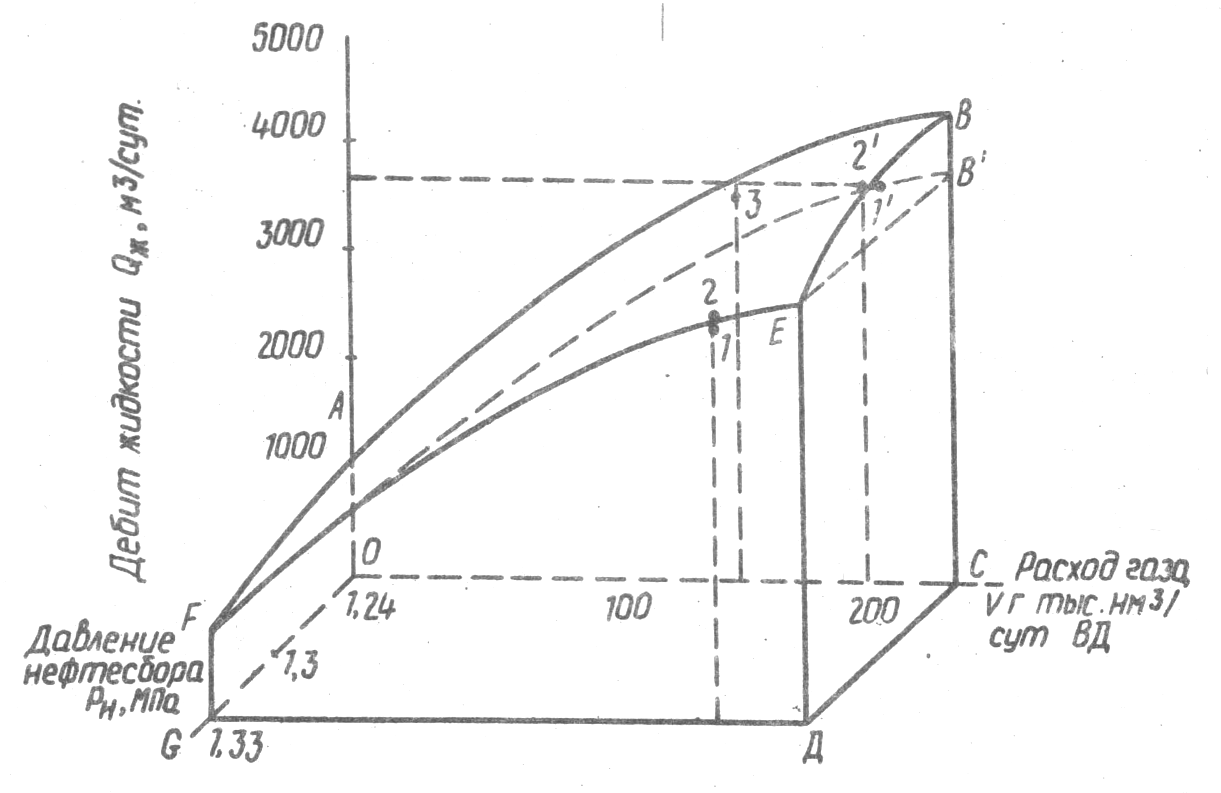 5000
4000
3000
2000
1000
Дебит жидкости Qж, м3/сут.
A
B
B'
2'
1'
3
2
1
E
O
C
F
1,24
100
200
Расход газа
Vг тыс.нм3/
сут ВД
Давление
нефтесбора
Рн, МПа
1,3
G
1,33
Д